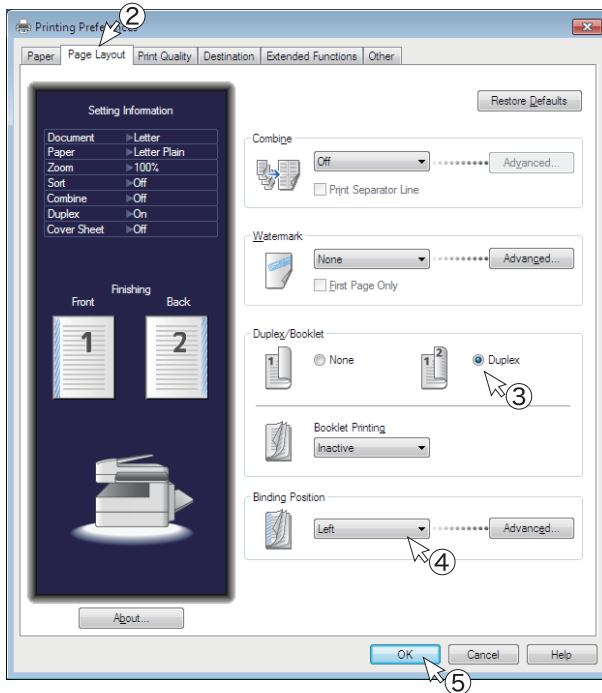 ②
Printing Preferences
Paper Page Layout Print Quality Destination Extended Functions Other
Setting Information
Document Letter
Paper Letter Plain
Zoom 100%
Sort Off
Combine Off
Duplex On
Cover Sheet Off
Finishing
Front Back
1 2
About...
Restore Defaults
Combine
Off Advanced...
Print Separator Line
Watermark
None Advanced...
First Page Only
Duplex/Booklet
1 None 1 2 Duplex
③
Booklet Printing
Inactive
Binding Position
Left Advanced...
④
OK Cancel Help
⑤